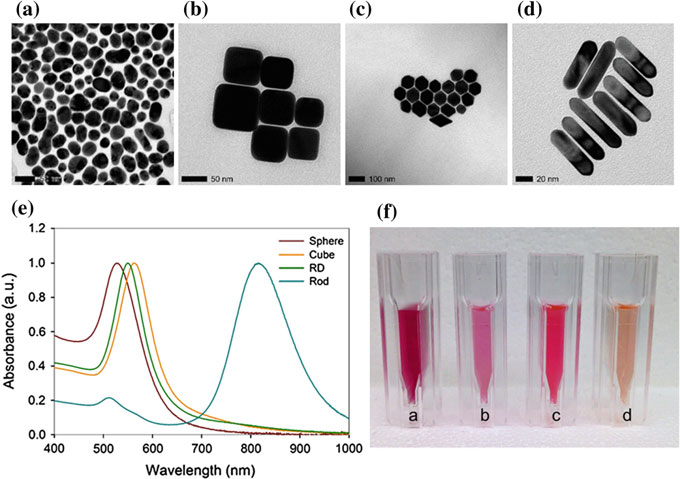 (a)
(b)
(c)
(d)
50 nm
100 nm
20 nm
(e)
Absorbance (a.u.)
1.2
1.0
0.8
0.6
0.4
0.2
0.0
400
500
600
700
800
900
1000
Wavelength (nm)
Sphere
Cube
RD
Rod
(f)
a
b
c
d